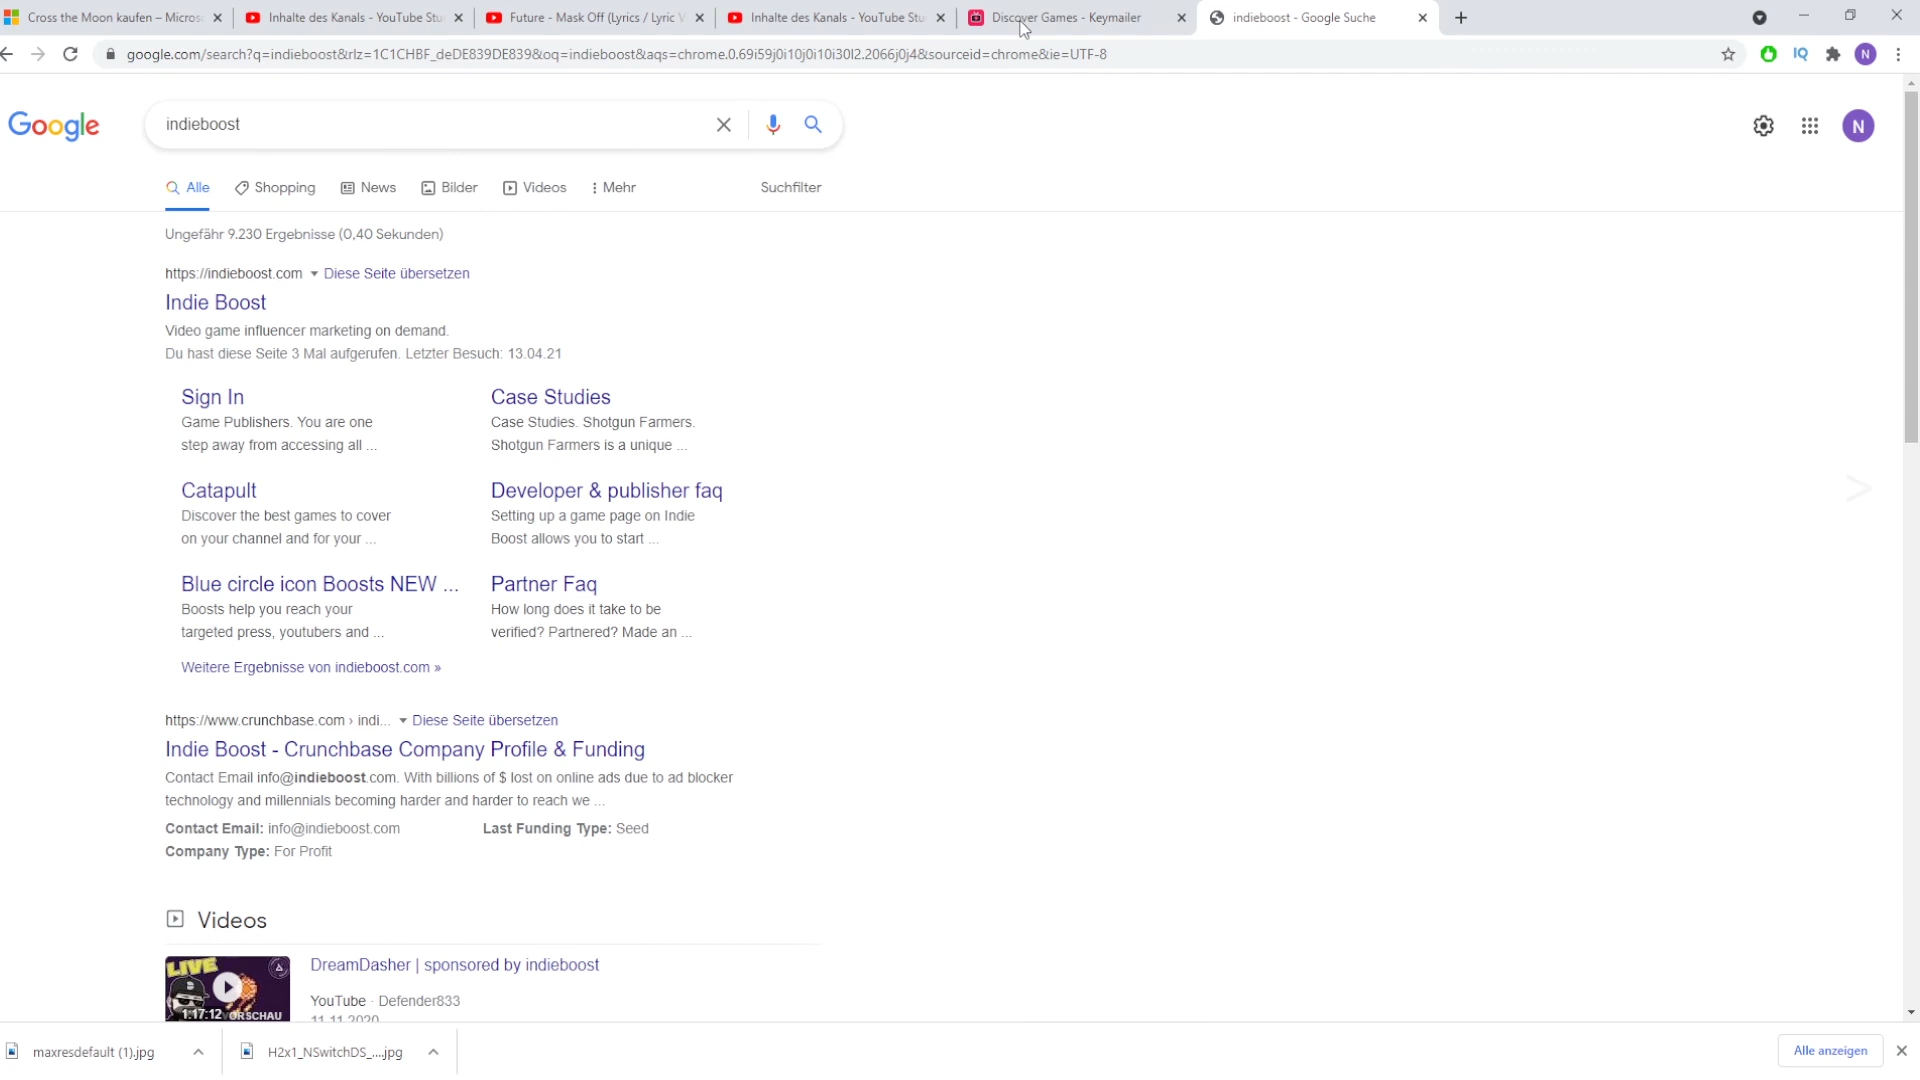 Cross the Moon kaufen – Micros
Inhalte des Kanals - YouTube Stu
Future - Mask Off (Lyrics / Lyric V
Inhalte des Kanals - YouTube Stu
Discover Games - Keymailer
indieboost - Google Suche
google.com/search?q=indieboost&rlz=1C1CHBF_deDE839DE839&oq=indieboost&aqs=chrome.0.69i59j0i10j0i10i30l2.2066j0j4&sourceid=chrome&ie=UTF-8
IQ
N
Google
indieboost
N
Alle
Shopping
News
Bilder
Videos
Mehr
Suchfilter
Ungefähr 9.230 Ergebnisse (0,40 Sekunden)
https://indieboost.com Diese Seite übersetzen
Indie Boost
Video game influencer marketing on demand.
Du hast diese Seite 3 Mal aufgerufen. Letzter Besuch: 13.04.21
Sign In
Game Publishers. You are one
step away from accessing all ...
Case Studies
Case Studies. Shotgun Farmers.
Shotgun Farmers is a unique ...
Catapult
Discover the best games to cover
on your channel and for your ...
Developer & publisher faq
Setting up a game page on Indie
Boost allows you to start ...
Blue circle icon Boosts NEW ...
Boosts help you reach your
targeted press, youtubers and ...
Partner Faq
How long does it take to be
verified? Partnered? Made an ...
Weitere Ergebnisse von indieboost.com »
https://www.crunchbase.com › indi... Diese Seite übersetzen
Indie Boost - Crunchbase Company Profile & Funding
Contact Email info@indieboost.com. With billions of $ lost on online ads due to ad blocker
technology and millennials becoming harder and harder to reach we ...
Contact Email: info@indieboost.com
Last Funding Type: Seed
Company Type: For Profit
Videos
LIVE
1:17:12
VORSCHAU
DreamDasher | sponsored by indieboost
YouTube · Defender833
11.11.2020
maxresdefault (1).jpg
H2x1_NSwitchDS_....jpg
Alle anzeigen